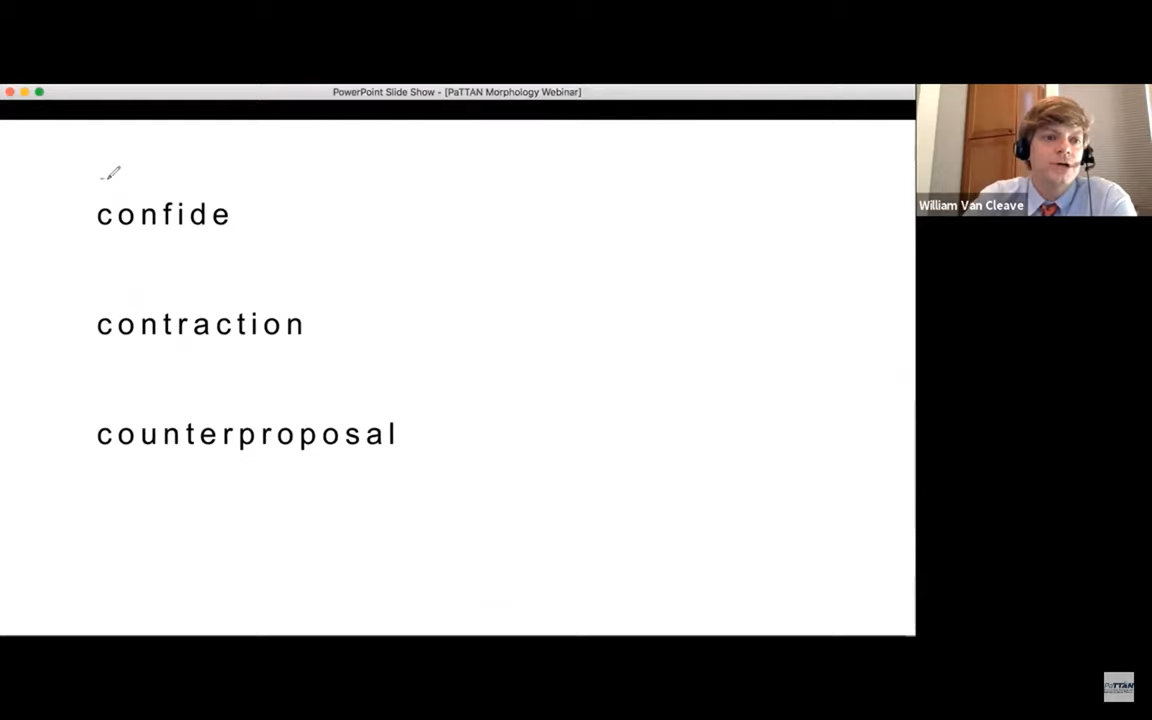 PowerPoint Slide Show - [PaTTAN Morphology Webinar]
confide
contraction
counterproposal
William Van Cleave
PaTTAN